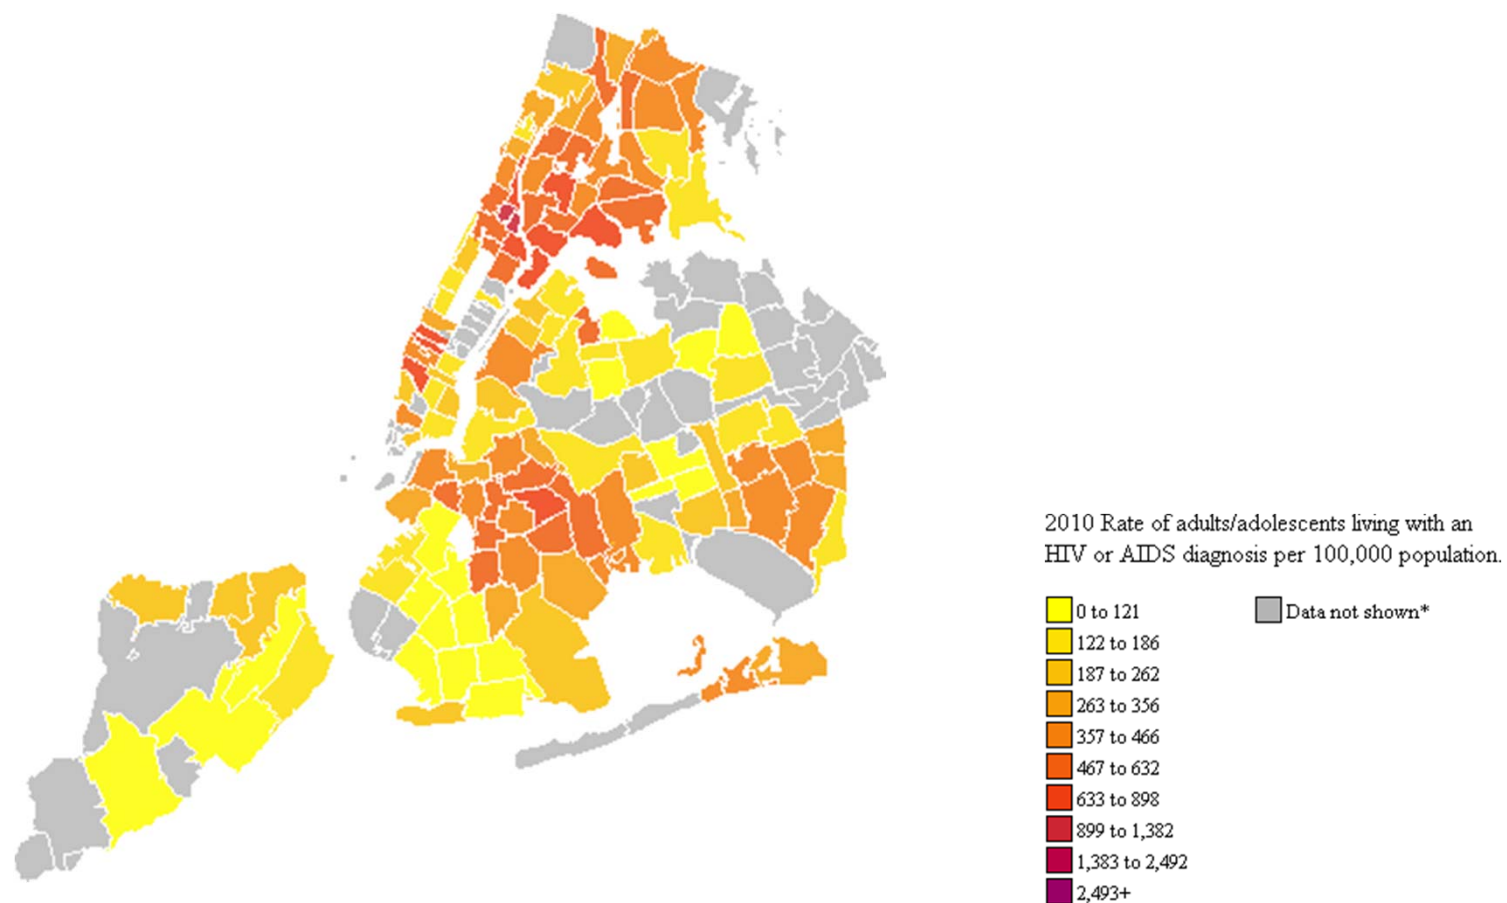 2010 Rate of adults/adolescents living with an
HIV or AIDS diagnosis per 100,000 population.
0 to 121
Data not shown*
122 to 186
187 to 262
263 to 356
357 to 466
467 to 632
633 to 898
899 to 1,382
1,383 to 2,492
2,493+